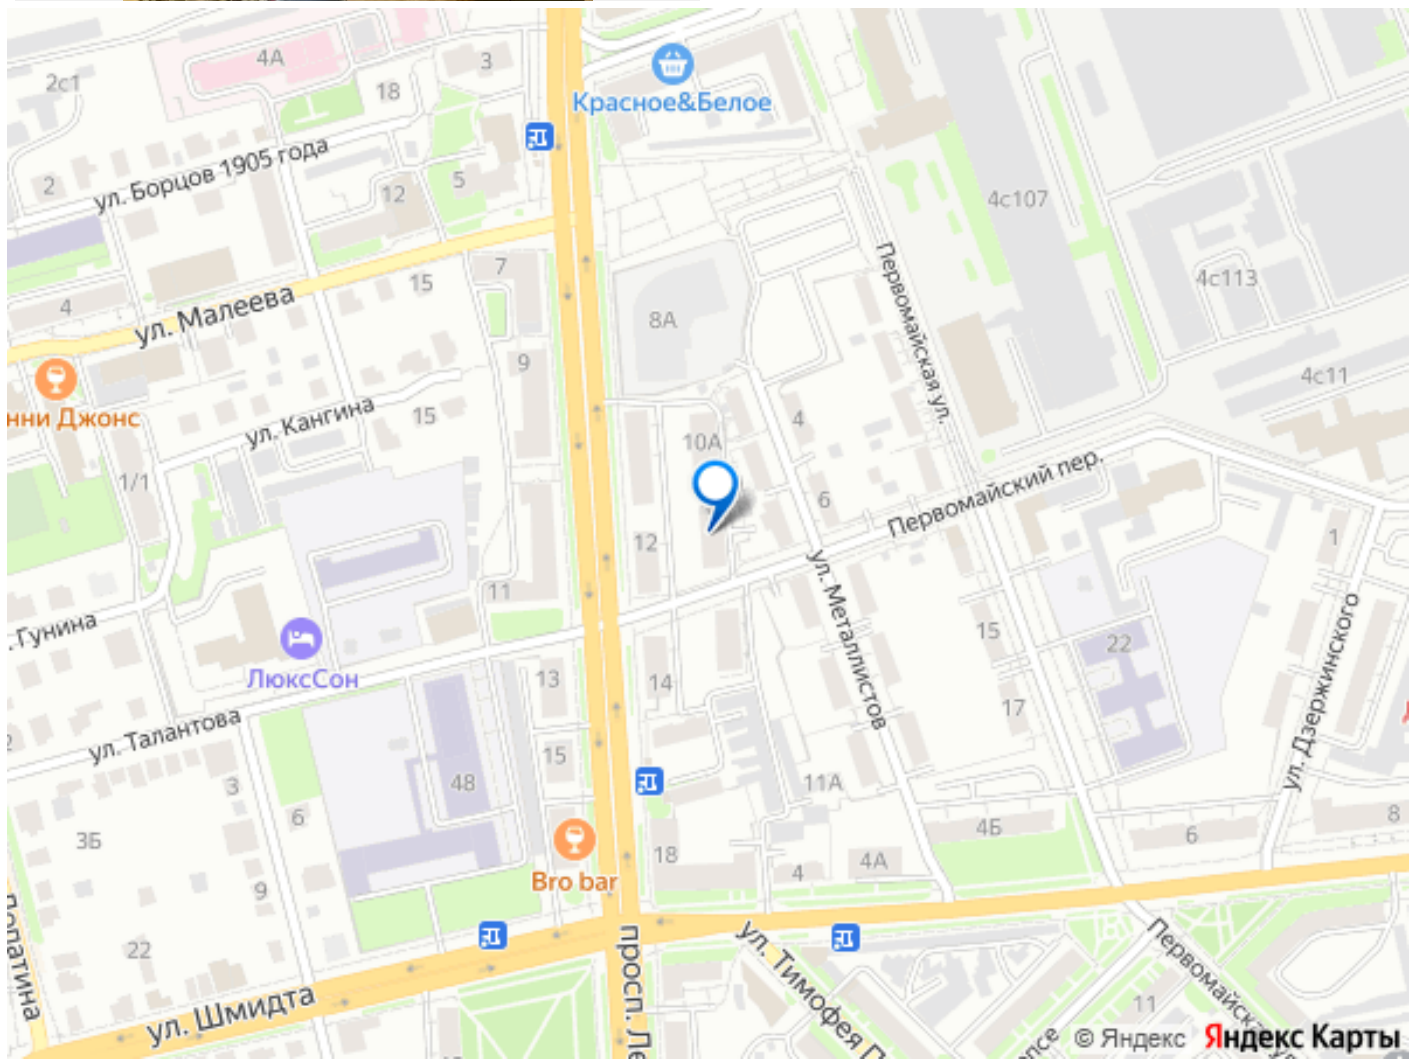 4А
3
2с1
18
Красное&Белое
ул. Борцов 1905 года
2
12
5
4с107
Первомайская ул.
7
15
4с113
4
ул. Малеева
8А
9
4с11
нни Джонс
ул. Кангина
15
4
10А
1/1
6
Первомайский пер.
12
1
11
ул. Металлистов
. Гунина
15
22
ул. Дзержинского
ЛюксСон
13
14
17
ул. Талантова
15
3
48
11А
6
4Б
6
8
3Б
18
4А
4
Bro bar
9
Лопатина
22
просп. Ле
ул. Тимофея П
Первомайска
11
ул. Шмидта
© Яндекс Яндекс Карты